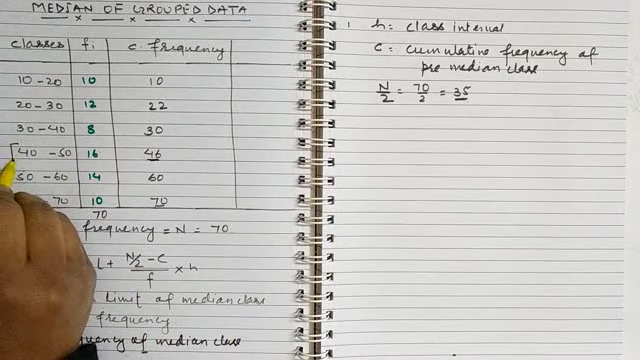 MEDIAN OF GROUPED DATA
classes fi c. frequency
10-20 10 10
20-30 12 22
30-40 8 30
40-50 16 46
50-60 14 60
70 10 70
70
frequency = N = 70
l + N/2 - C / f × h
Limit of median class
frequency
of median class
h = class interval
C = cumulative frequency of
pre median class
N/2 = 70/2 = 35